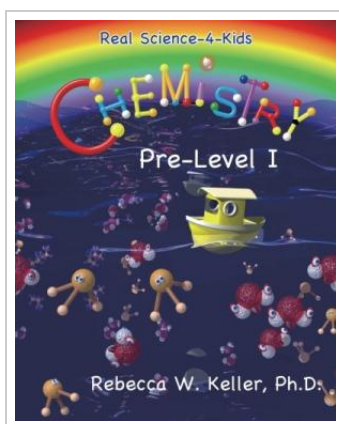 Real Science-4-Kids
CHEMISTRY
Pre-Level I
Rebecca W. Keller, Ph.D.